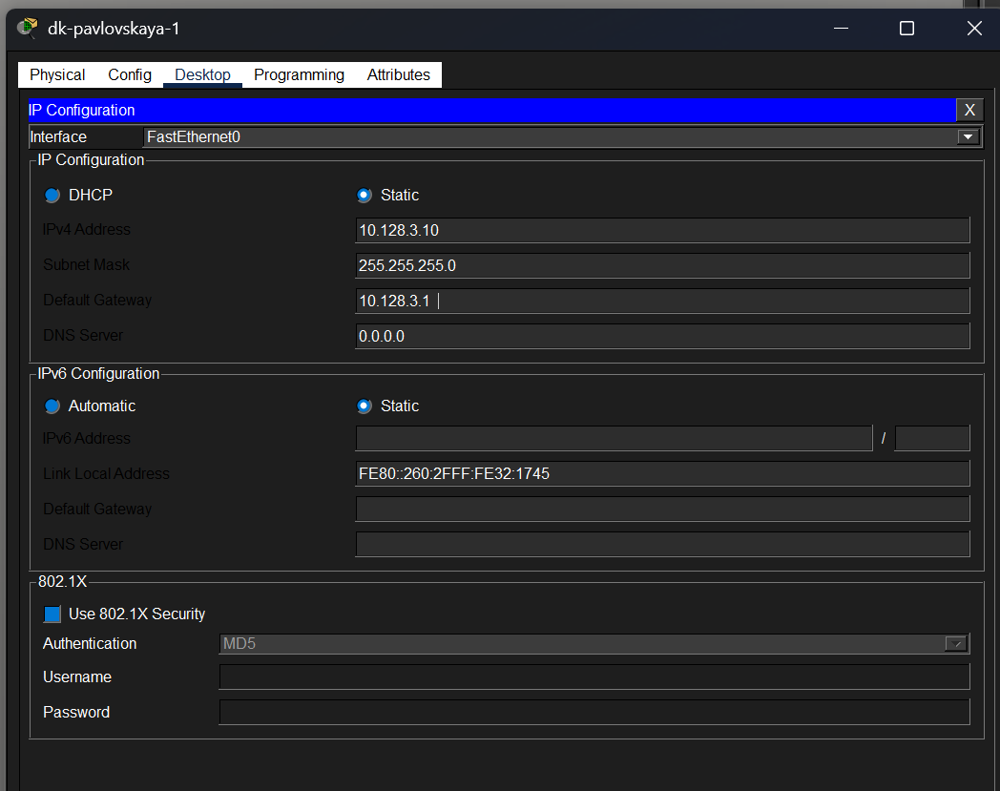 dk-pavlovskaya-1
Physical Config Desktop Programming Attributes
IP Configuration X
Interface FastEthernet0
IP Configuration
DHCP Static
IPv4 Address 10.128.3.10
Subnet Mask 255.255.255.0
Default Gateway 10.128.3.1
DNS Server 0.0.0.0
IPv6 Configuration
Automatic Static
IPv6 Address /
Link Local Address FE80::260:2FFF:FE32:1745
Default Gateway
DNS Server
802.1X
Use 802.1X Security
Authentication MD5
Username
Password